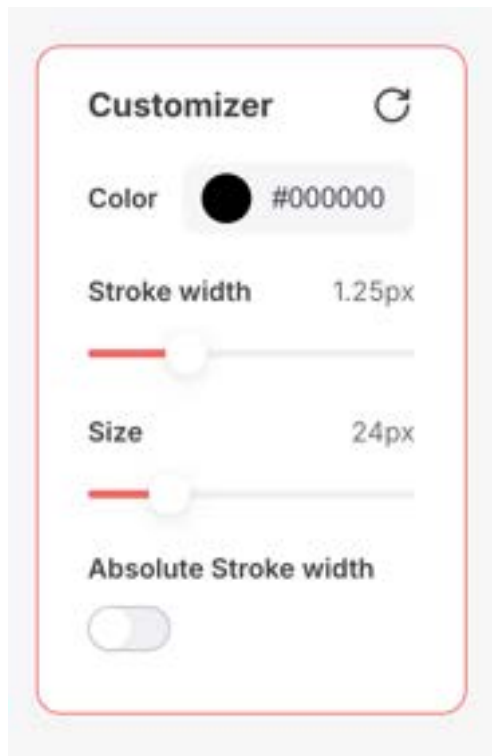 Customizer
Color #000000
Stroke width 1.25px
Size 24px
Absolute Stroke width